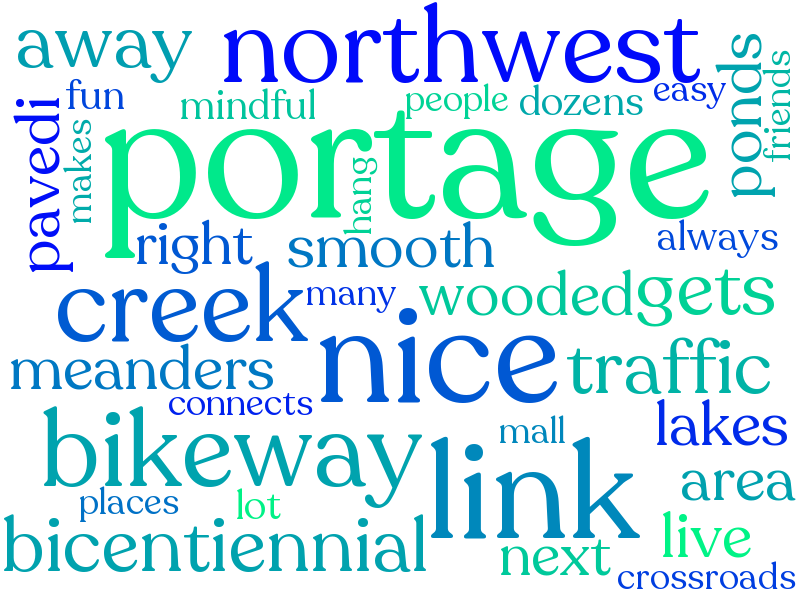 away
northwest
fun
mindful
people
dozens
easy
ponds
friends
pavedi
makes
portage
hang
right
smooth
always
creek
many
wooded
gets
nice
meanders
traffic
connects
bikeway
link
mall
lakes
area
places
lot
bicentiennial
next
live
crossroads